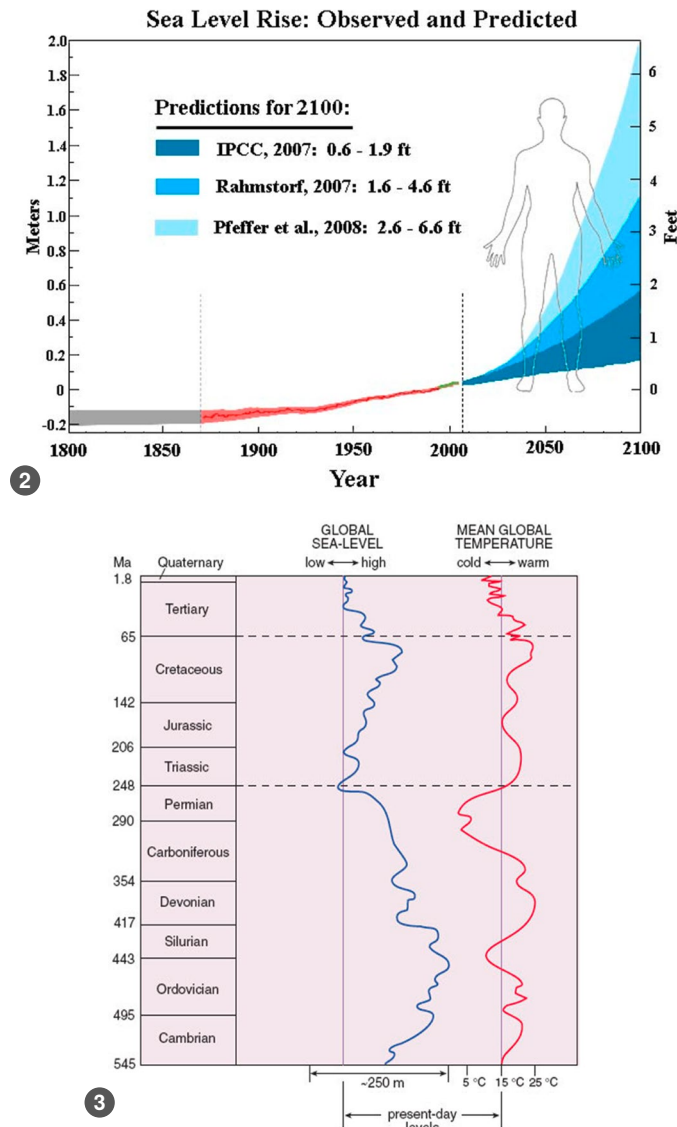 Sea Level Rise: Observed and Predicted
2.0
1.8
1.6
1.4
1.2
1.0
0.8
0.6
0.4
0.2
0
-0.2
Meters
Predictions for 2100:
IPCC, 2007: 0.6 - 1.9 ft
Rahmstorf, 2007: 1.6 - 4.6 ft
Pfeffer et al., 2008: 2.6 - 6.6 ft
6
5
4
3
2
1
0
Feet
1800 1850 1900 1950 2000 2050 2100
Year
2
GLOBAL
SEA-LEVEL
low high
MEAN GLOBAL
TEMPERATURE
cold warm
Ma Quaternary
1.8
Tertiary
65
Cretaceous
142
Jurassic
206
Triassic
248
Permian
290
Carboniferous
354
Devonian
417
Silurian
443
Ordovician
495
Cambrian
545
~250 m
5 °C 15 °C 25 °C
present-day
levels
3